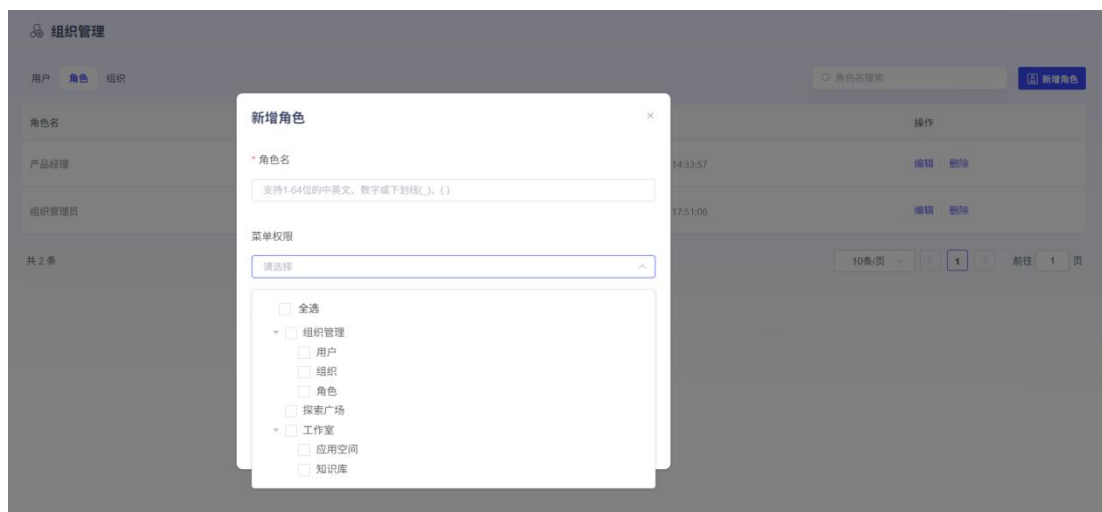 组织管理
用户 角色 组织
角色名搜索
新增角色
角色名
操作
产品经理
14:33:57
编辑 删除
组织管理员
17:51:06
编辑 删除
共 2 条
10条/页
1
前往 1 页
新增角色
* 角色名
支持1-64位的中英文、数字或下划线(_)、(.)
菜单权限
请选择
全选
组织管理
用户
组织
角色
探索广场
工作室
应用空间
知识库